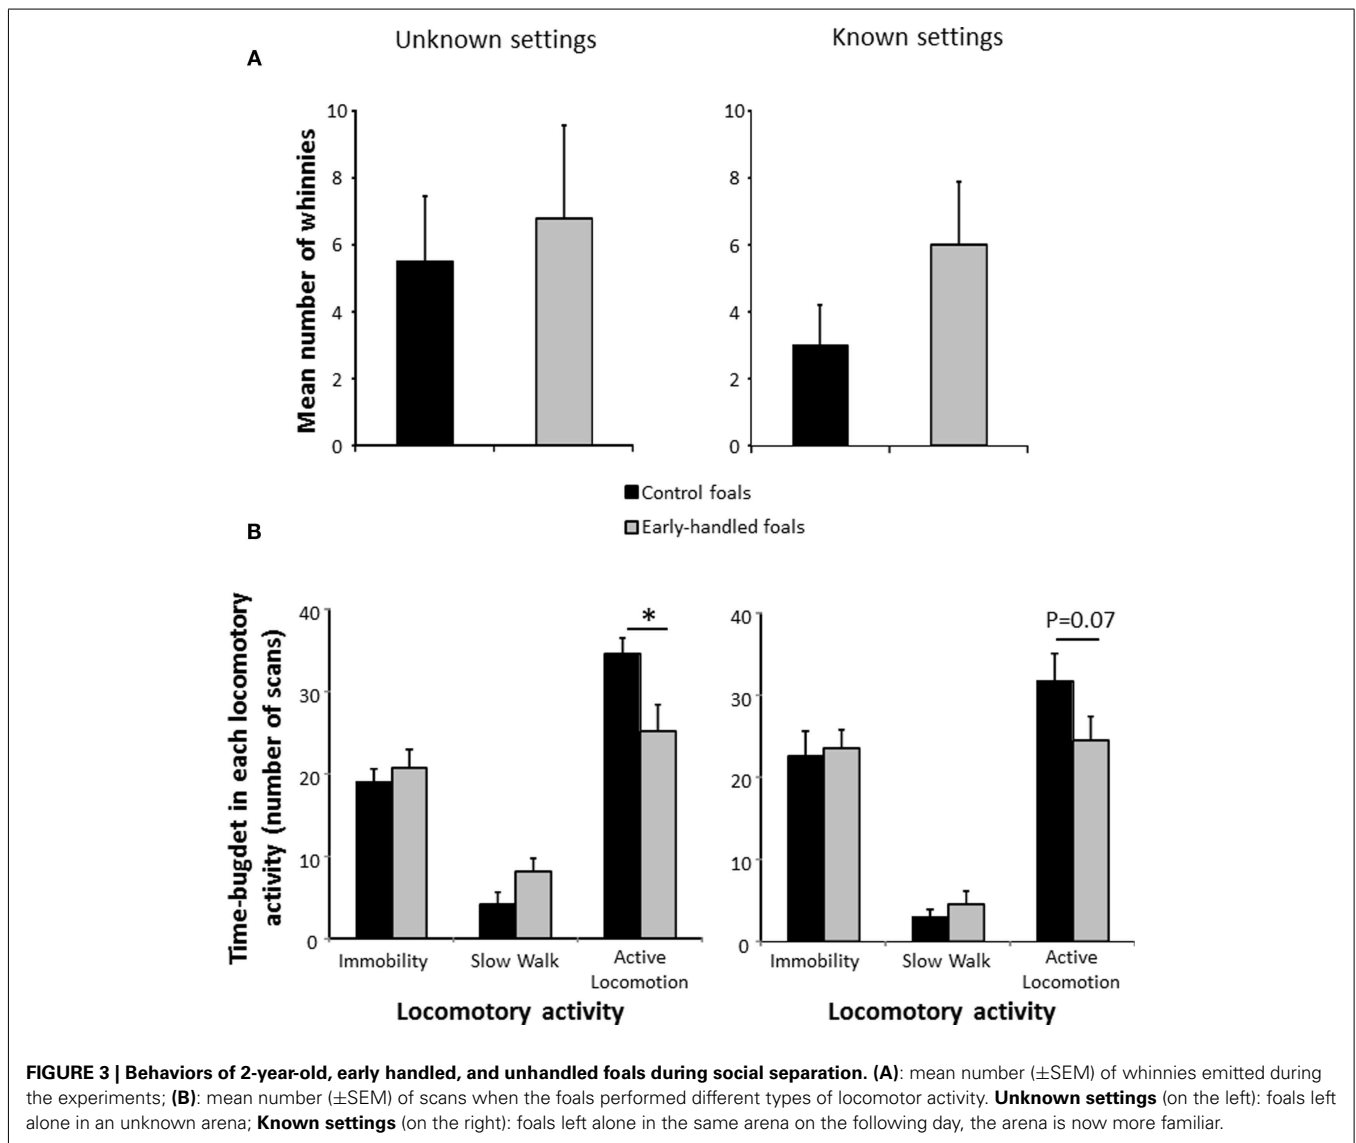 Unknown settings
Known settings
A
Mean number of whinnies
10
8
6
4
2
0
10
8
6
4
2
0
Control foals
Early-handled foals
B
Time-bugdet in each locomotory
activity (number of scans)
40
30
20
10
0
*
Immobility
Slow Walk
Active
Locomotion
Locomotory activity
40
30
20
10
0
P=0.07
Immobility
Slow Walk
Active
Locomotion
Locomotory activity
FIGURE 3 | Behaviors of 2-year-old, early handled, and unhandled foals during social separation. (A): mean number (±SEM) of whinnies emitted during
the experiments; (B): mean number (±SEM) of scans when the foals performed different types of locomotor activity. Unknown settings (on the left): foals left
alone in an unknown arena; Known settings (on the right): foals left alone in the same arena on the following day, the arena is now more familiar.